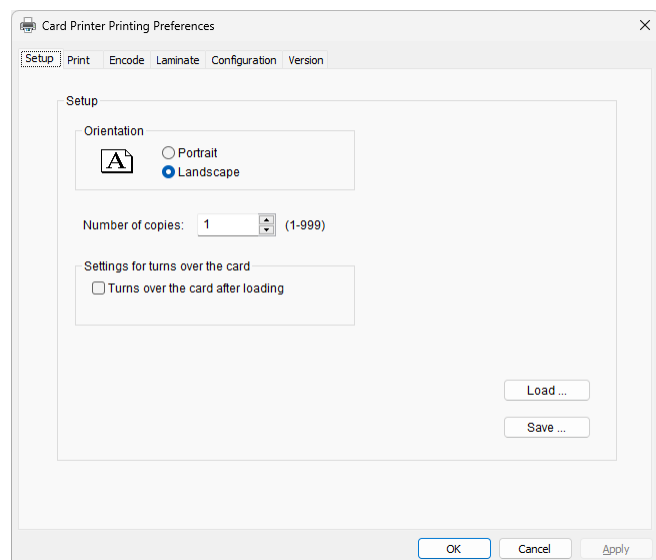 Card Printer Printing Preferences
Setup Print Encode Laminate Configuration Version
Setup
Orientation
A
Portrait
Landscape
Number of copies: 1 (1-999)
Settings for turns over the card
Turns over the card after loading
Load ...
Save ...
OK Cancel Apply